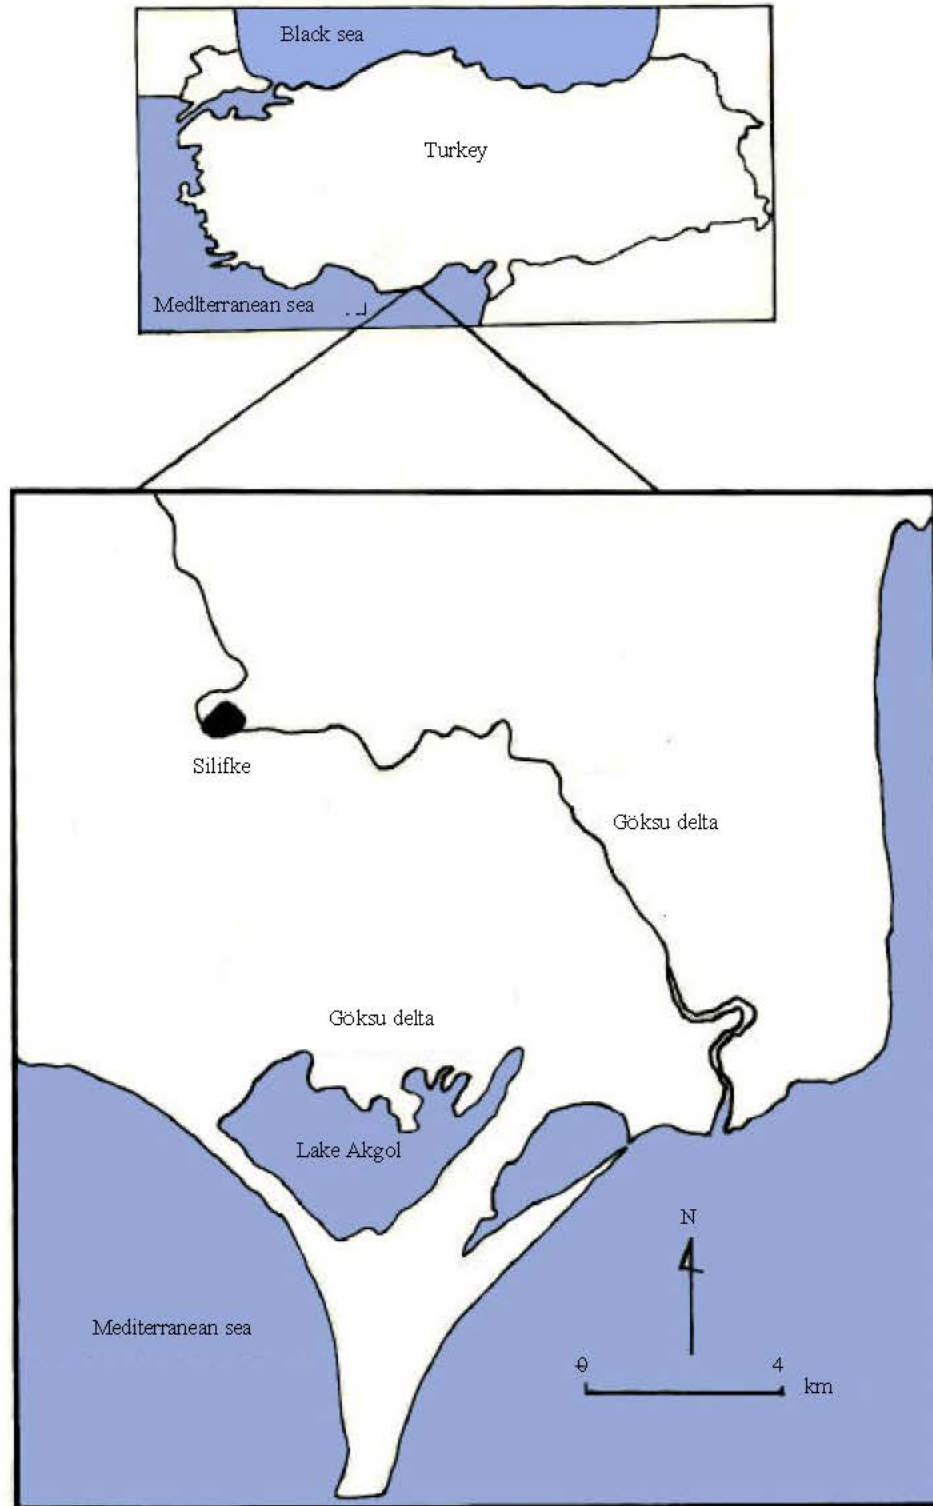 Black sea
Turkey
Medlterranean sea
Silifke
Göksu delta
Göksu delta
Lake Akgol
N
Mediterranean sea
0 4
km